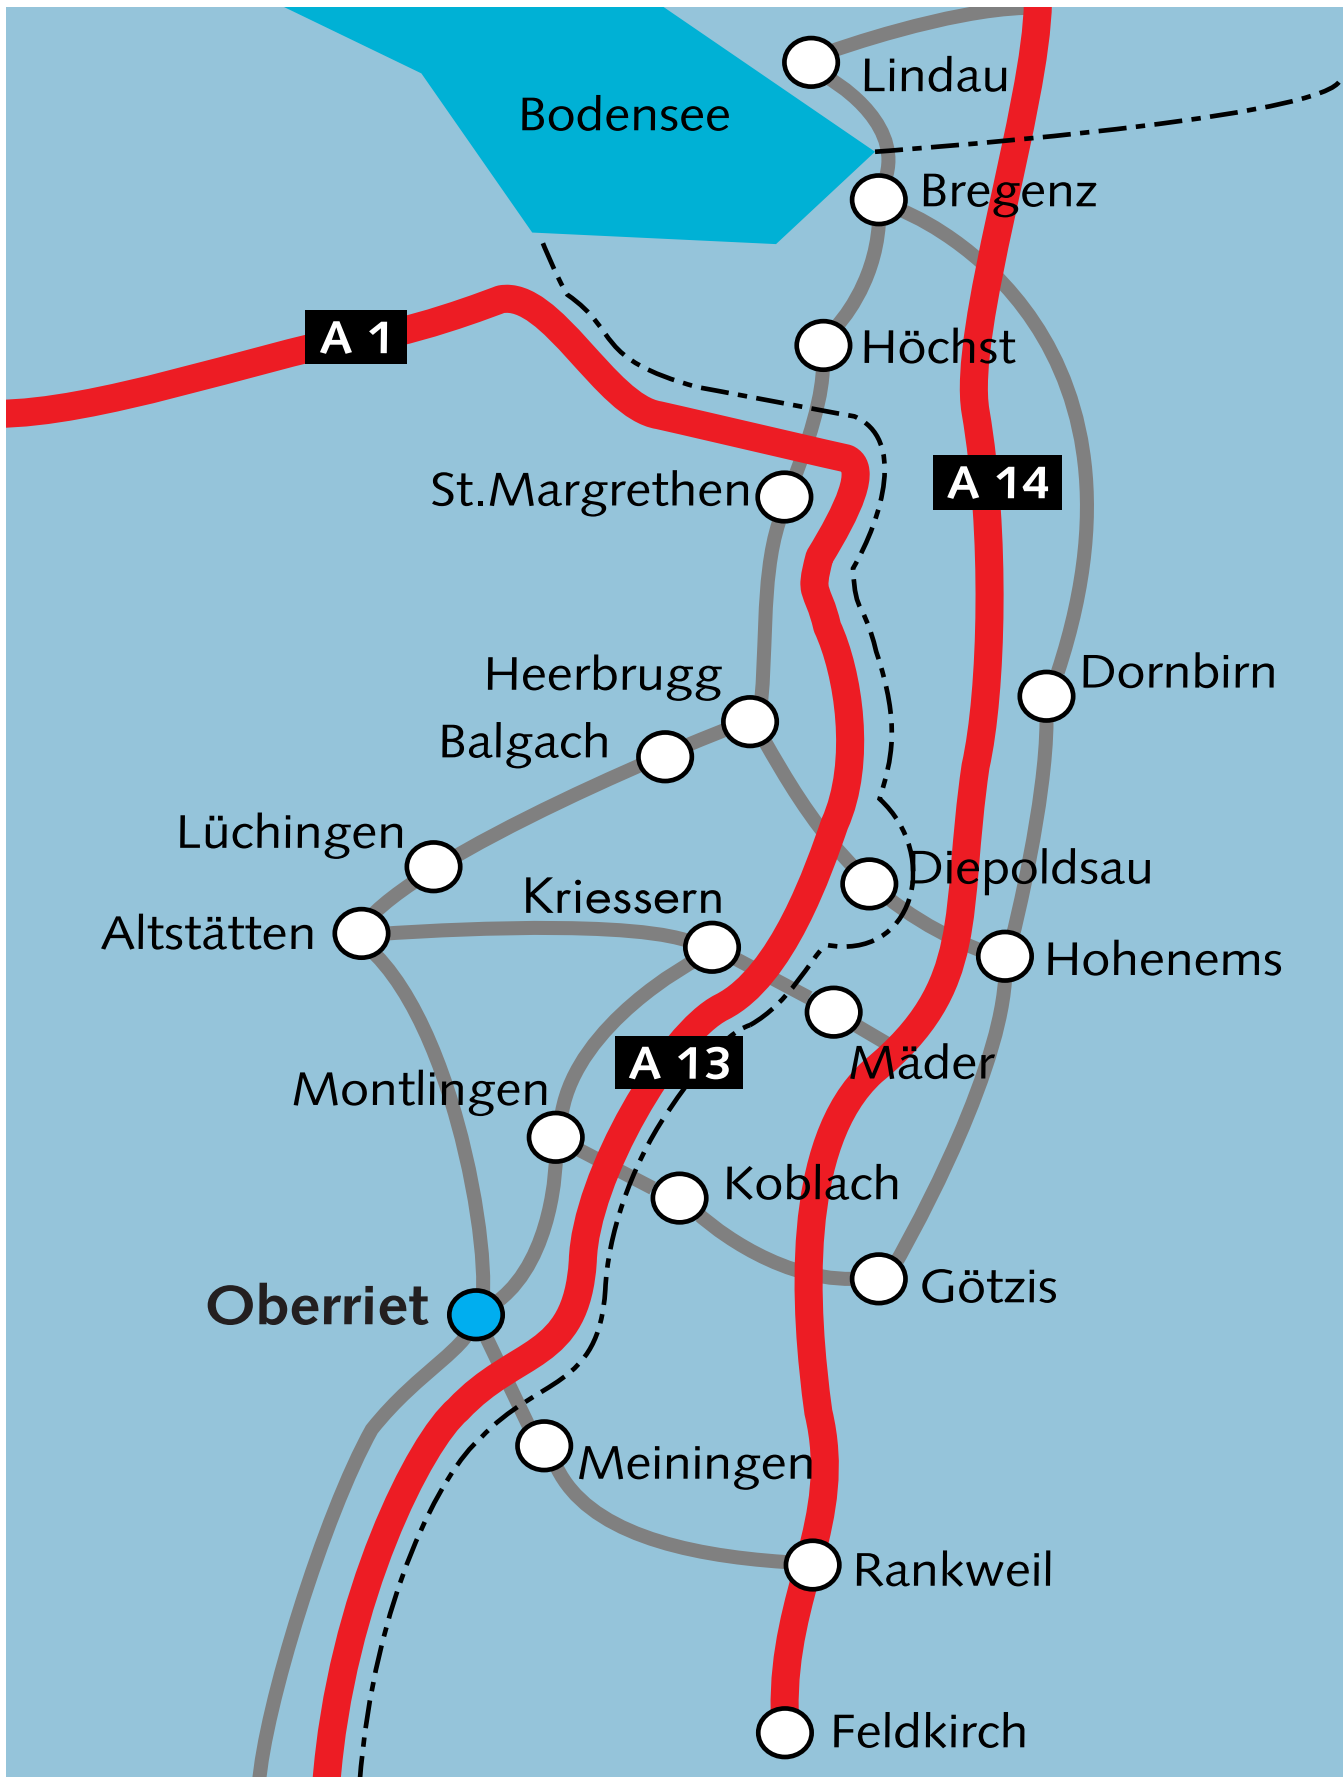 Lindau
Bodensee
Bregenz
A 1
Höchst
St.Margrethen
A 14
Heerbrugg
Dornbirn
Balgach
Lüchingen
Diepoldsau
Kriessern
Altstätten
Hohenems
A 13
Mäder
Montlingen
Koblach
Götzis
Oberriet
Meiningen
Rankweil
Feldkirch